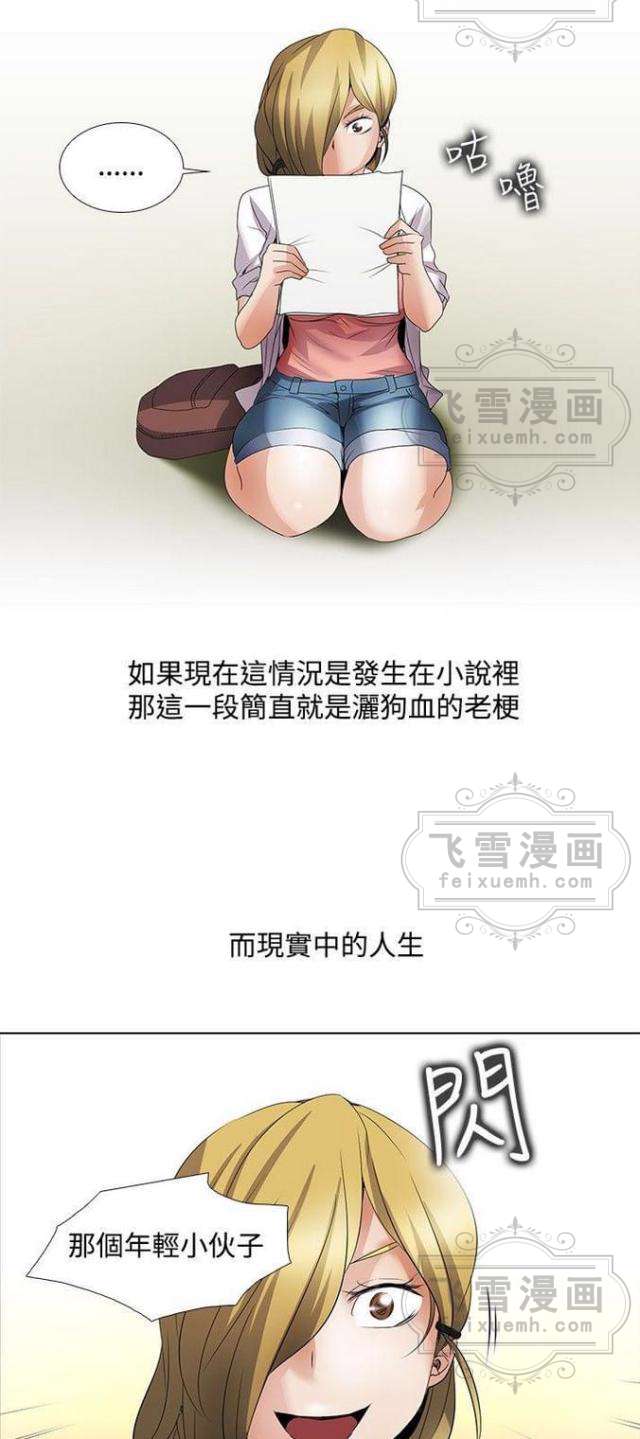 ......
咕
嚕
飞雪漫画
feixuemh.com
如果現在這情況是發生在小說裡
那這一段簡直就是灑狗血的老梗
飞雪漫画
feixuemh.com
而現實中的人生
閃
那個年輕小伙子
飞雪漫画
feixuemh.com